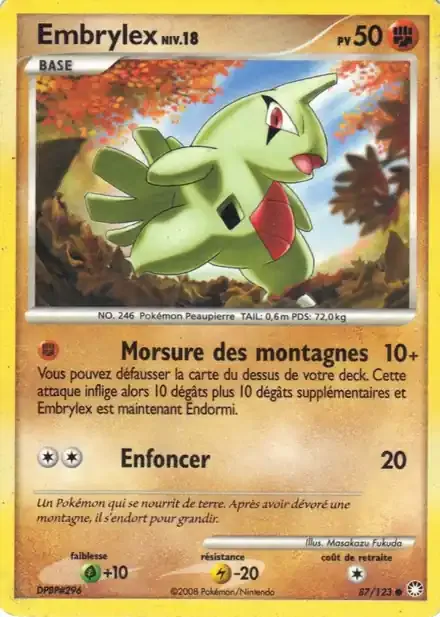 Embrylex NIV.18
PV 50
BASE
NO. 246 Pokémon Peaupierre TAIL: 0,6 m PDS: 72,0 kg
Morsure des montagnes 10+
Vous pouvez défausser la carte du dessus de votre deck. Cette
attaque inflige alors 10 dégâts plus 10 dégâts supplémentaires et
Embrylex est maintenant Endormi.
Enfoncer 20
Un Pokémon qui se nourrit de terre. Après avoir dévoré une
montagne, il s'endort pour grandir.
Illus. Masakazu Fukuda
faiblesse résistance coût de retraite
+10 -20
DPBP#296 ©2008 Pokémon/Nintendo 87/123